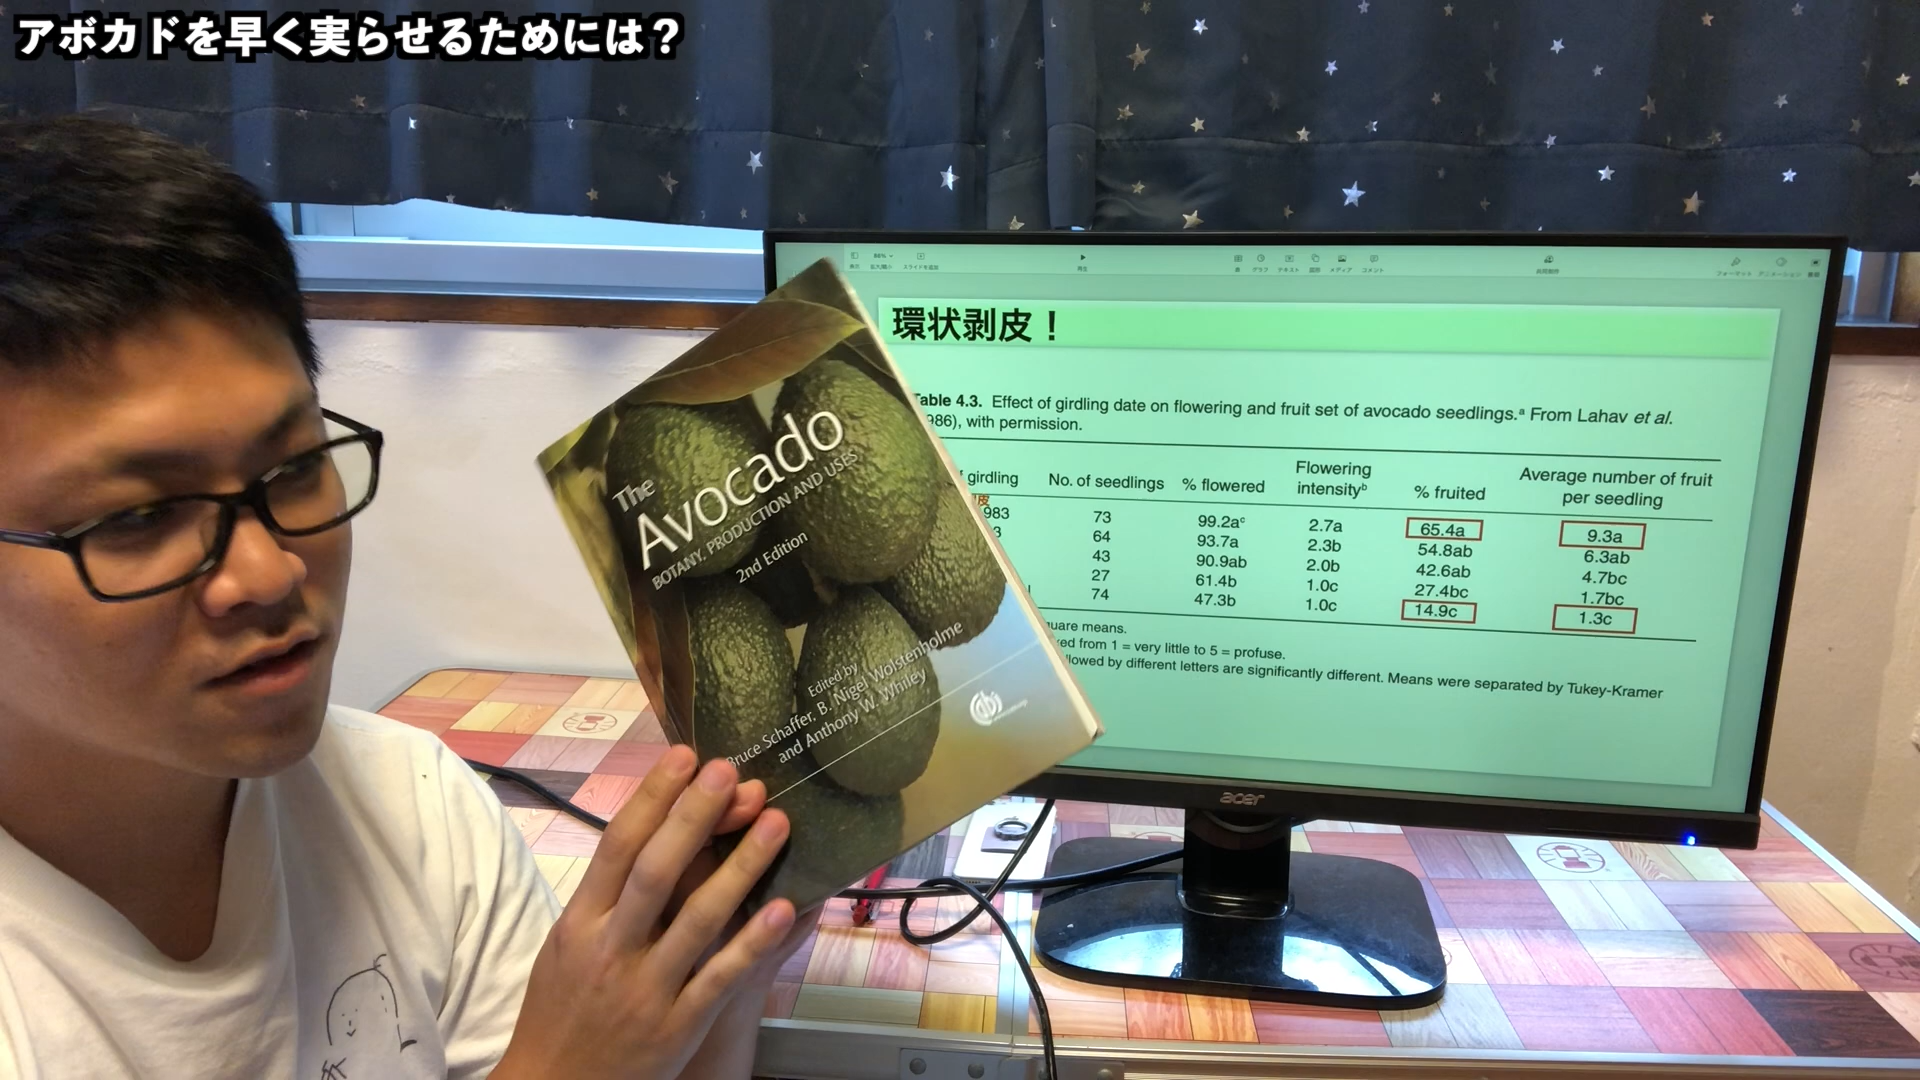 アボカドを早く実らせるためには？
The
Avocado
BOTANY, PRODUCTION AND USES
2nd Edition
Edited by
Bruce Schaffer, B. Nigel Wolstenholme
and Anthony W. Whiley
環状剥皮！
Table 4.3. Effect of girdling date on flowering and fruit set of avocado seedlings.ᵃ From Lahav et al.
986), with permission.
girdling No. of seedlings % flowered Flowering intensityᵇ % fruited Average number of fruit per seedling
皮
983 73 99.2aᶜ 2.7a 65.4a 9.3a
3 64 93.7a 2.3b 54.8ab 6.3ab
43 90.9ab 2.0b 42.6ab 4.7bc
27 61.4b 1.0c 27.4bc 1.7bc
74 47.3b 1.0c 14.9c 1.3c
uare means.
ked from 1 = very little to 5 = profuse.
llowed by different letters are significantly different. Means were separated by Tukey-Kramer
acer